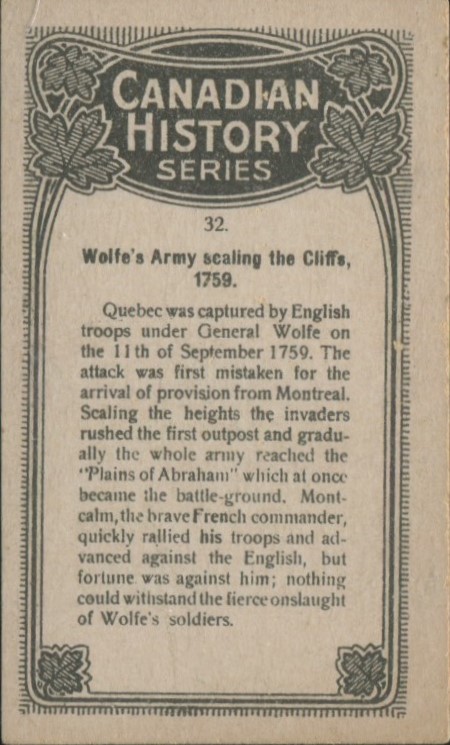 CANADIAN
HISTORY
SERIES
32.
Wolfe's Army scaling the Cliffs,
1759.
Quebec was captured by English
troops under General Wolfe on
the 11th of September 1759. The
attack was first mistaken for the
arrival of provision from Montreal.
Scaling the heights the invaders
rushed the first outpost and gradu-
ally the whole army reached the
"Plains of Abraham" which at once
became the battle-ground. Mont-
calm, the brave French commander,
quickly rallied his troops and ad-
vanced against the English, but
fortune was against him; nothing
could withstand the fierce onslaught
of Wolfe's soldiers.